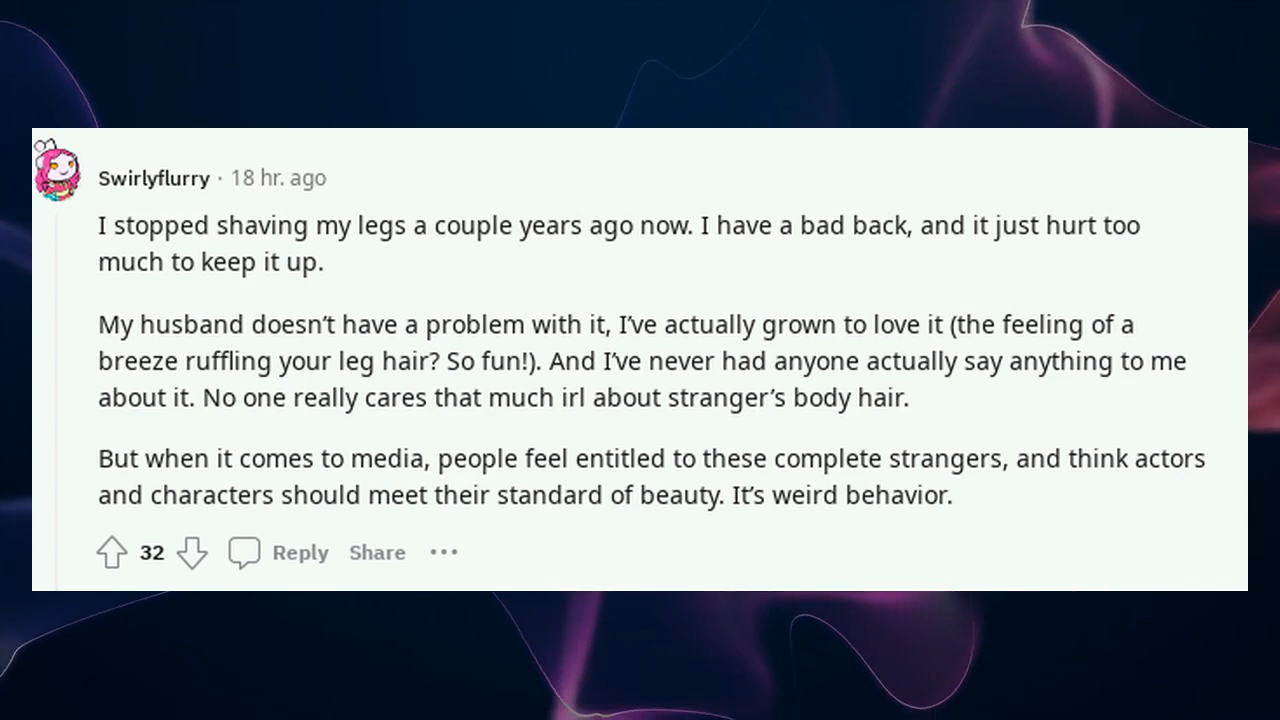 Swirlyflurry · 18 hr. ago
I stopped shaving my legs a couple years ago now. I have a bad back, and it just hurt too
much to keep it up.
My husband doesn’t have a problem with it, I’ve actually grown to love it (the feeling of a
breeze ruffling your leg hair? So fun!). And I’ve never had anyone actually say anything to me
about it. No one really cares that much irl about stranger’s body hair.
But when it comes to media, people feel entitled to these complete strangers, and think actors
and characters should meet their standard of beauty. It’s weird behavior.
32 Reply Share •••